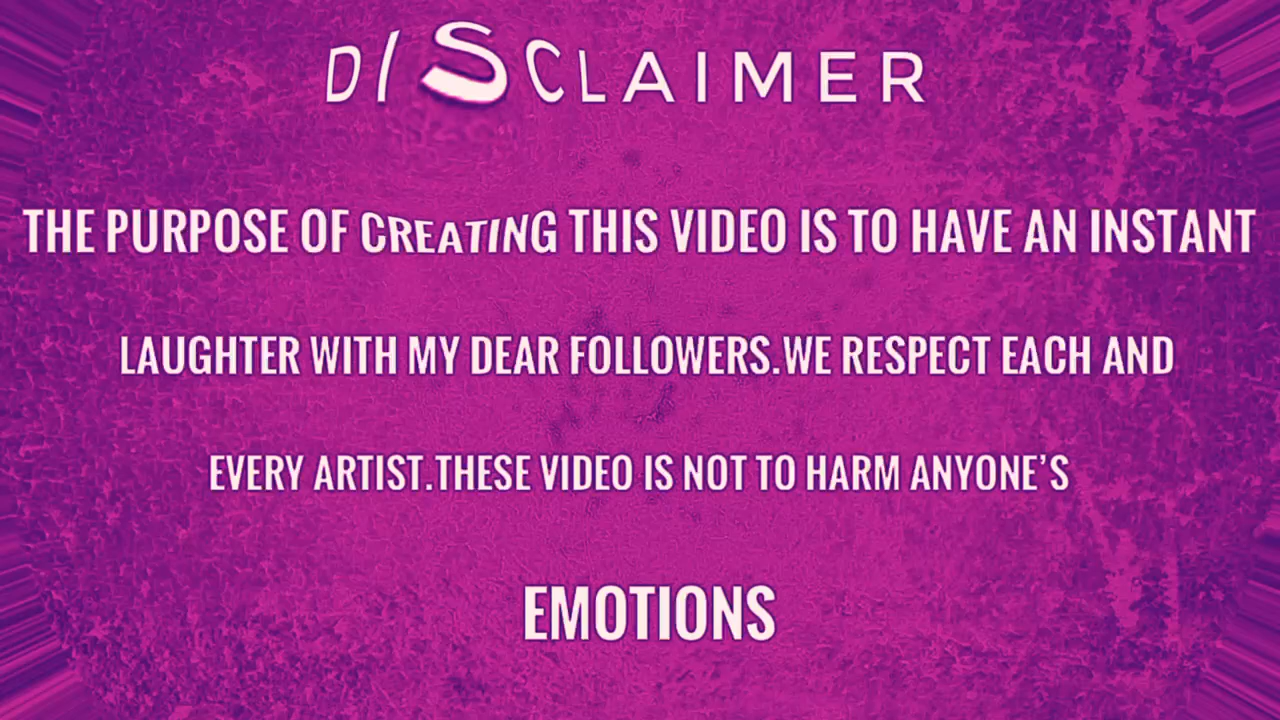 DISCLAIMER
THE PURPOSE OF CREATING THIS VIDEO IS TO HAVE AN INSTANT
LAUGHTER WITH MY DEAR FOLLOWERS.WE RESPECT EACH AND
EVERY ARTIST.THESE VIDEO IS NOT TO HARM ANYONE’S
EMOTIONS